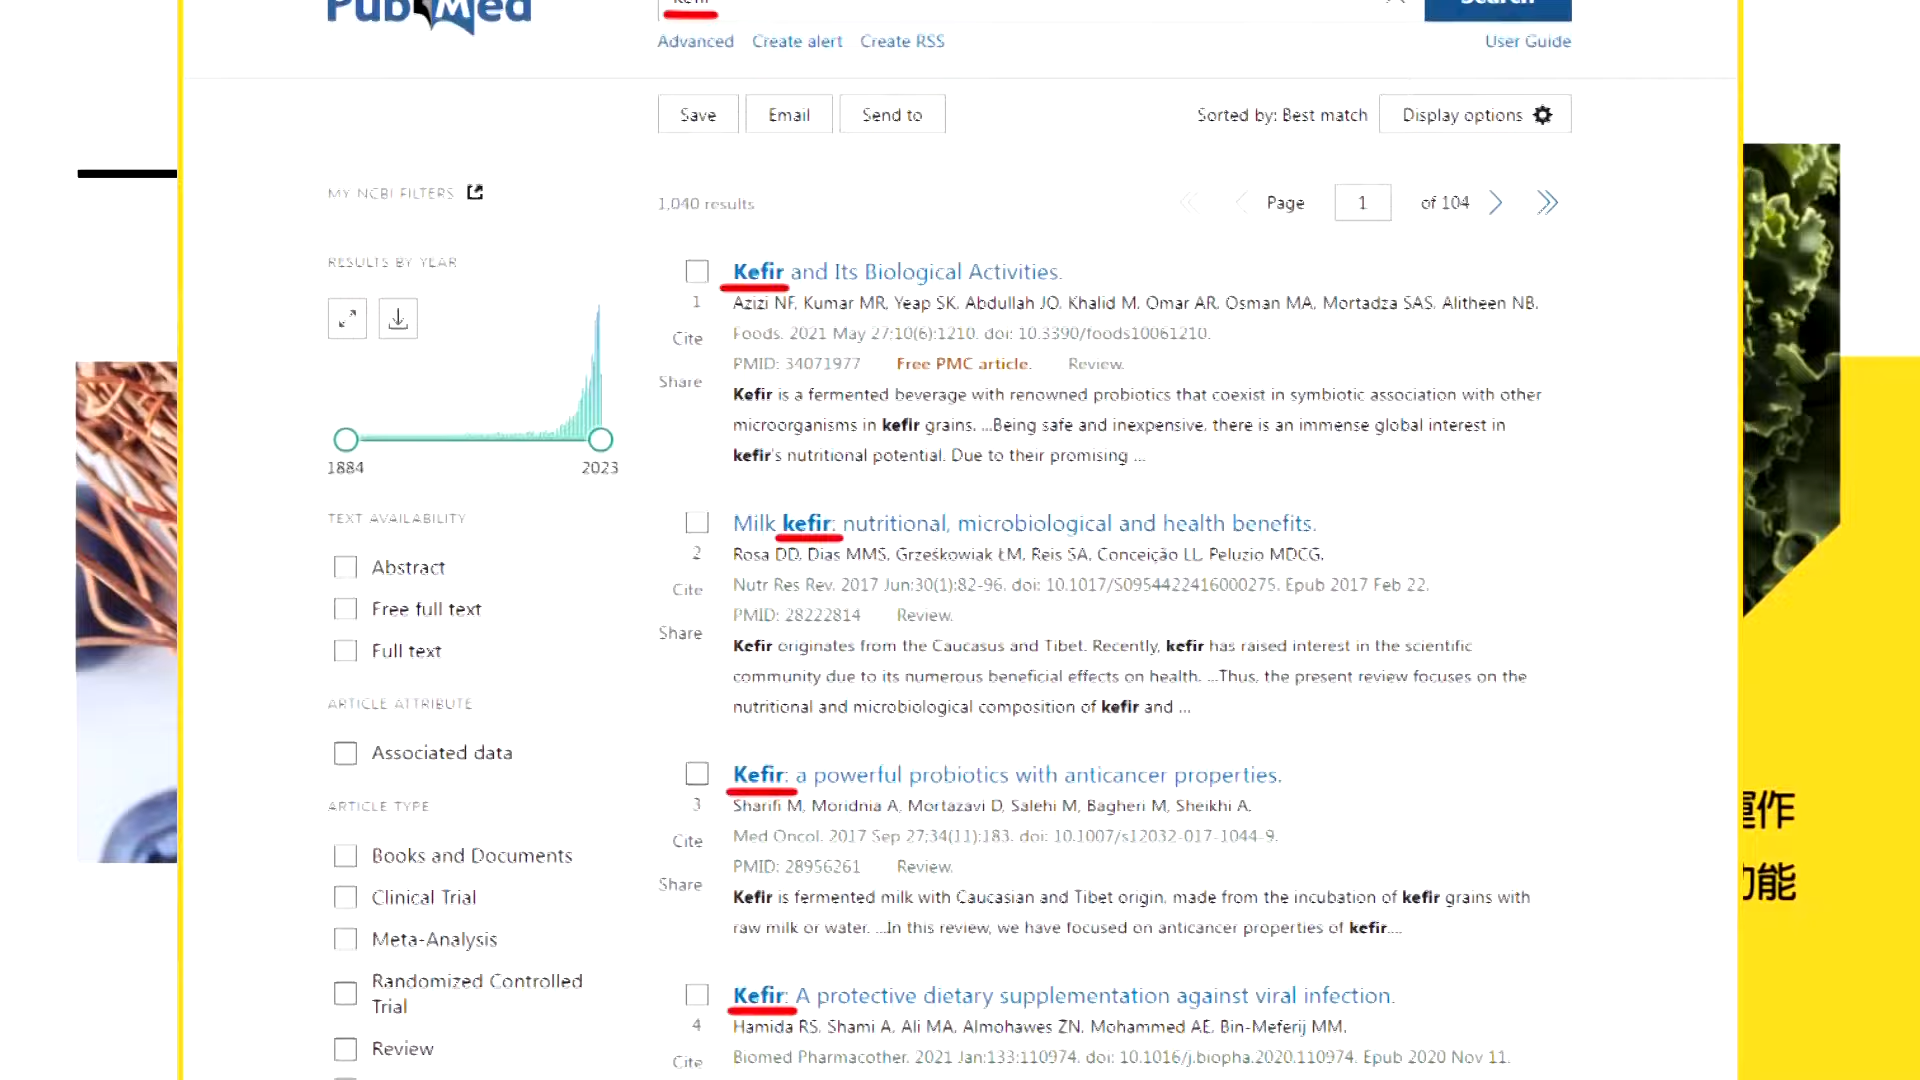 PubMed
Search
Advanced Create alert Create RSS
User Guide
Save Email Send to
Sorted by: Best match Display options
MY NCBI FILTERS
1,040 results
Page 1 of 104
RESULTS BY YEAR
1884 2023
TEXT AVAILABILITY
Abstract
Free full text
Full text
ARTICLE ATTRIBUTE
Associated data
ARTICLE TYPE
Books and Documents
Clinical Trial
Meta-Analysis
Randomized Controlled
Trial
Review
Kefir and Its Biological Activities.
1
Azizi NF, Kumar MR, Yeap SK, Abdullah JO, Khalid M, Omar AR, Osman MA, Mortadza SAS, Alitheen NB.
Cite
Foods. 2021 May 27;10(6):1210. doi: 10.3390/foods10061210.
PMID: 34071977 Free PMC article. Review.
Share
Kefir is a fermented beverage with renowned probiotics that coexist in symbiotic association with other
microorganisms in kefir grains. ...Being safe and inexpensive, there is an immense global interest in
kefir's nutritional potential. Due to their promising ...
Milk kefir: nutritional, microbiological and health benefits.
2
Rosa DD, Dias MMS, Grześkowiak ŁM, Reis SA, Conceição LL, Peluzio MDCG.
Cite
Nutr Res Rev. 2017 Jun;30(1):82-96. doi: 10.1017/S0954422416000275. Epub 2017 Feb 22.
PMID: 28222814 Review.
Share
Kefir originates from the Caucasus and Tibet. Recently, kefir has raised interest in the scientific
community due to its numerous beneficial effects on health. ...Thus, the present review focuses on the
nutritional and microbiological composition of kefir and ...
Kefir: a powerful probiotics with anticancer properties.
3
Sharifi M, Moridnia A, Mortazavi D, Salehi M, Bagheri M, Sheikhi A.
Cite
Med Oncol. 2017 Sep 27;34(11):183. doi: 10.1007/s12032-017-1044-9.
PMID: 28956261 Review.
Share
Kefir is fermented milk with Caucasian and Tibet origin, made from the incubation of kefir grains with
raw milk or water. ...In this review, we have focused on anticancer properties of kefir....
Kefir: A protective dietary supplementation against viral infection.
4
Hamida RS, Shami A, Ali MA, Almohawes ZN, Mohammed AE, Bin-Meferij MM.
Cite
Biomed Pharmacother. 2021 Jan;133:110974. doi: 10.1016/j.biopha.2020.110974. Epub 2020 Nov 11.
運作
功能